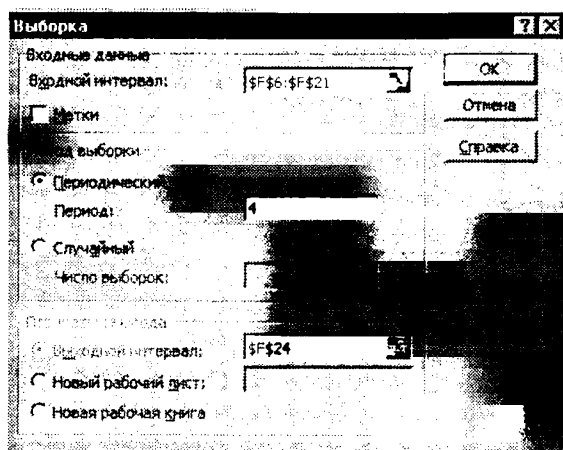 Выборка
Входные данные
Входной интервал: $F$6:$F$21
Метки
выборки
Периодический
Период: 4
Случайный
Число выборок:
Выходной интервал: $F$24
Новый рабочий лист:
Новая рабочая книга
OK
Отмена
Справка